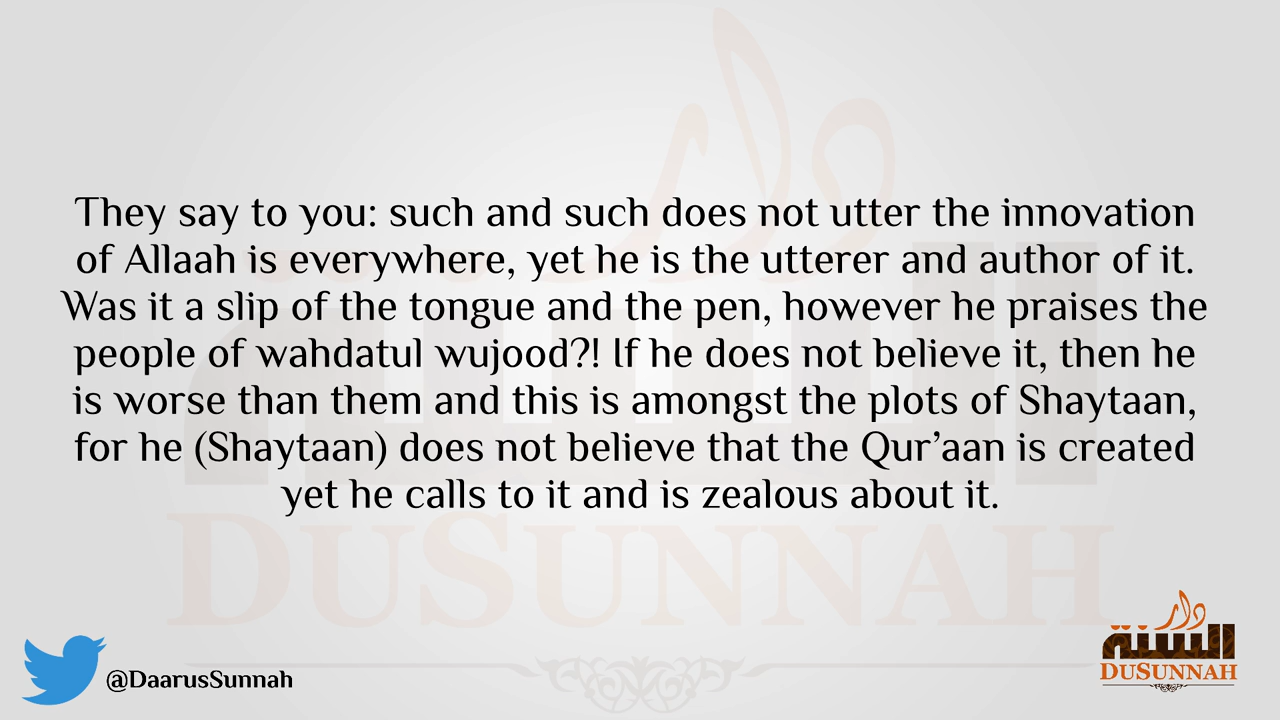 They say to you: such and such does not utter the innovation
of Allaah is everywhere, yet he is the utterer and author of it.
Was it a slip of the tongue and the pen, however he praises the
people of wahdatul wujood?! If he does not believe it, then he
is worse than them and this is amongst the plots of Shaytaan,
for he (Shaytaan) does not believe that the Qur’aan is created
yet he calls to it and is zealous about it.
DUSUNNAH
@DaarusSunnah
دار
السنة
DUSUNNAH